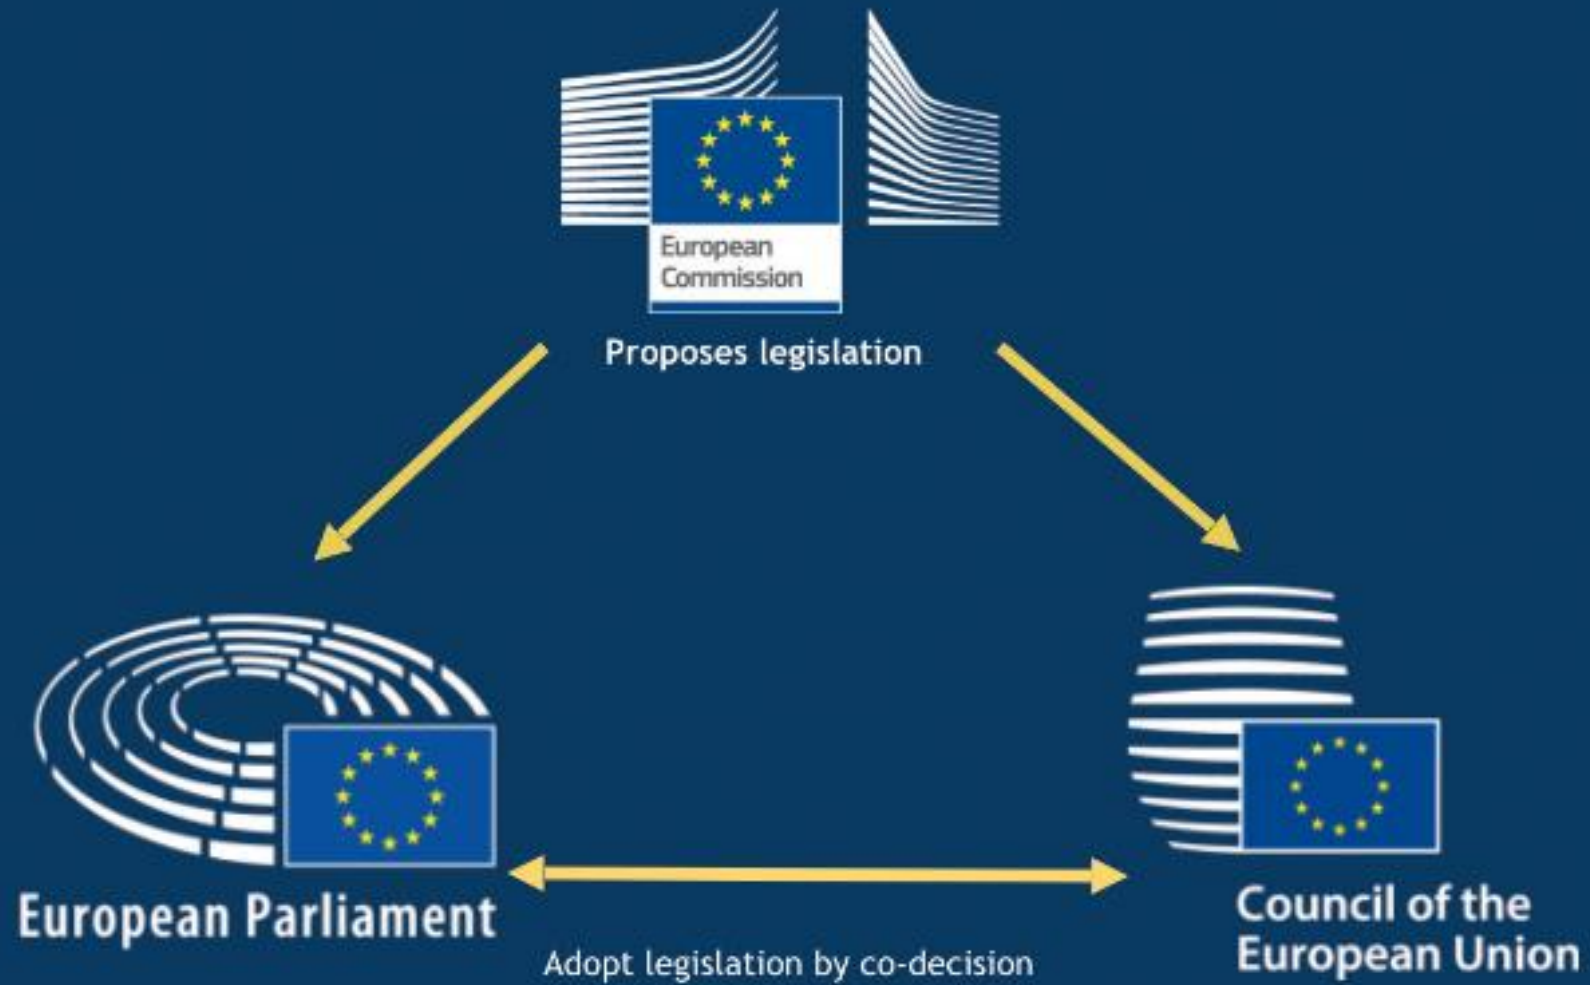 European
Commission
Proposes legislation
European Parliament
Council of the
European Union
Adopt legislation by co-decision